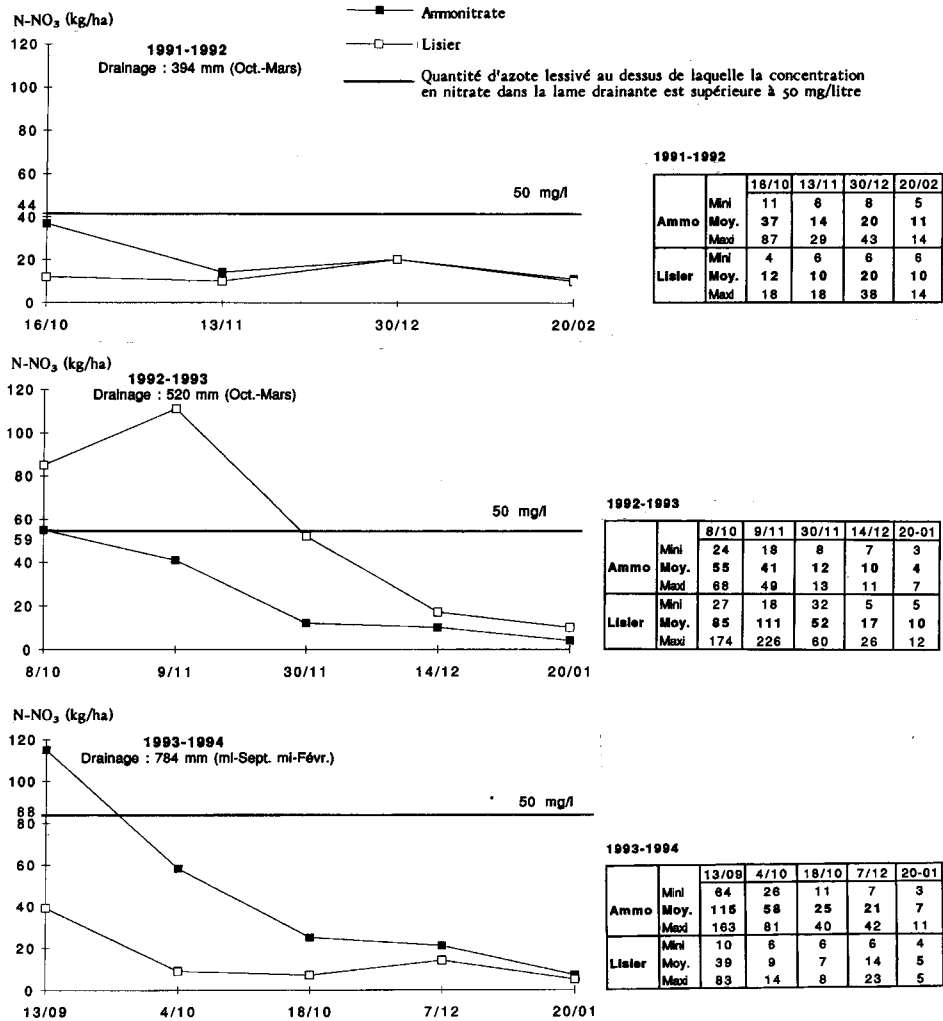 Ammonitrate
Lisier
Quantité d'azote lessivé au dessus de laquelle la concentration
en nitrate dans la lame drainante est supérieure à 50 mg/litre
N-NO₃ (kg/ha)
1991-1992
Drainage : 394 mm (Oct.-Mars)
120
100
80
60
44
40
20
0
50 mg/l
16/10 13/11 30/12 20/02
1991-1992
16/10 13/11 30/12 20/02
Mini 11 6 8 5
Ammo Moy. 37 14 20 11
Maxi 87 29 43 14
Mini 4 6 6 6
Lisier Moy. 12 10 20 10
Maxi 18 18 38 14
N-NO₃ (kg/ha)
1992-1993
Drainage : 520 mm (Oct.-Mars)
120
100
80
60
59
40
20
0
50 mg/l
8/10 9/11 30/11 14/12 20/01
1992-1993
8/10 9/11 30/11 14/12 20-01
Mini 24 18 8 7 3
Ammo Moy. 55 41 12 10 4
Maxi 68 49 13 11 7
Mini 27 18 32 5 5
Lisier Moy. 85 111 52 17 10
Maxi 174 226 60 26 12
N-NO₃ (kg/ha)
1993-1994
Drainage : 784 mm (mi-Sept. mi-Févr.)
120
100
88
80
60
40
20
0
50 mg/l
13/09 4/10 18/10 7/12 20/01
1993-1994
13/09 4/10 18/10 7/12 20-01
Mini 64 26 11 7 3
Ammo Moy. 115 58 25 21 7
Maxi 163 81 40 42 11
Mini 10 6 6 6 4
Lisier Moy. 39 9 7 14 5
Maxi 83 14 8 23 5